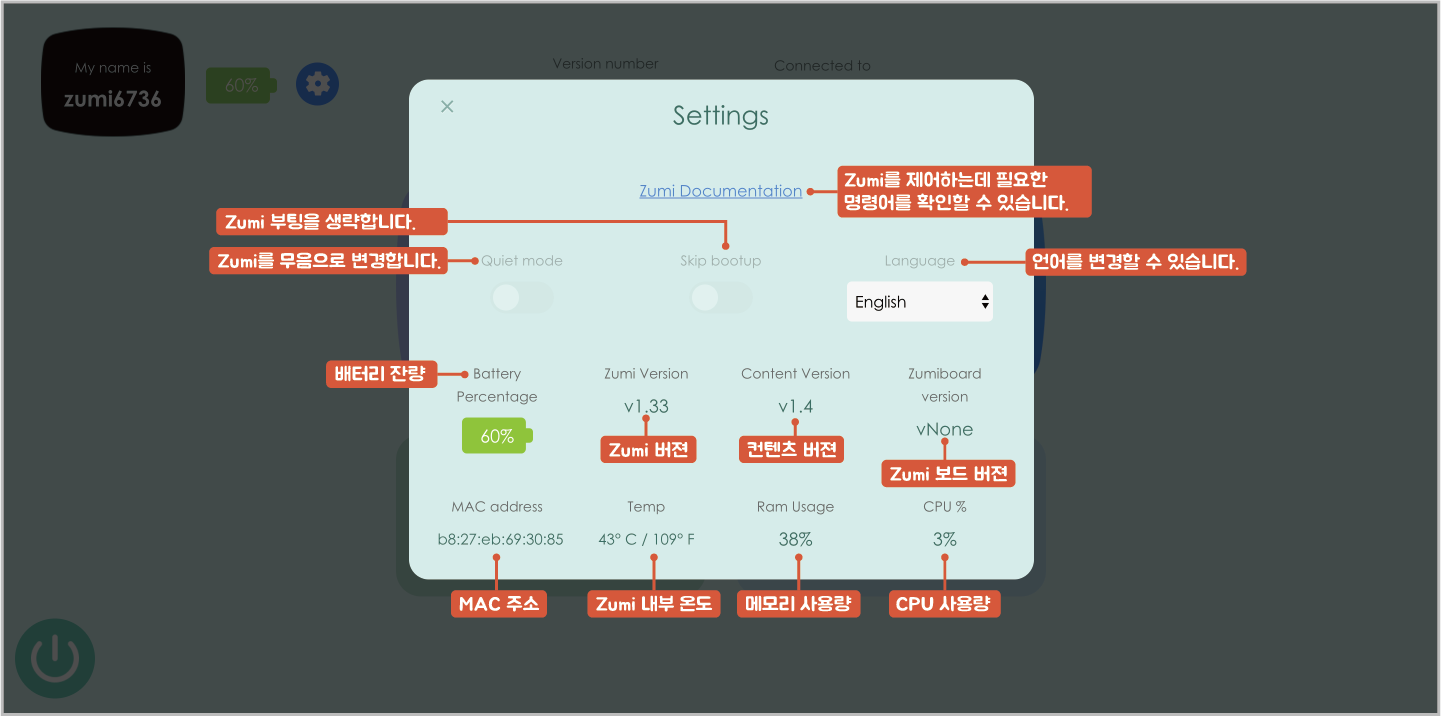 My name is
zumi6736
60%
Version number
Connected to
Settings
Zumi Documentation
Zumi를 제어하는데 필요한
명령어를 확인할 수 있습니다.
Zumi 부팅을 생략합니다.
Zumi를 무음으로 변경합니다.
Quiet mode
Skip bootup
Language
언어를 변경할 수 있습니다.
English
배터리 잔량
Battery
Percentage
60%
Zumi Version
v1.33
Zumi 버젼
Content Version
v1.4
컨텐츠 버젼
Zumiboard
version
vNone
Zumi 보드 버젼
MAC address
b8:27:eb:69:30:85
MAC 주소
Temp
43° C / 109° F
Zumi 내부 온도
Ram Usage
38%
메모리 사용량
CPU %
3%
CPU 사용량